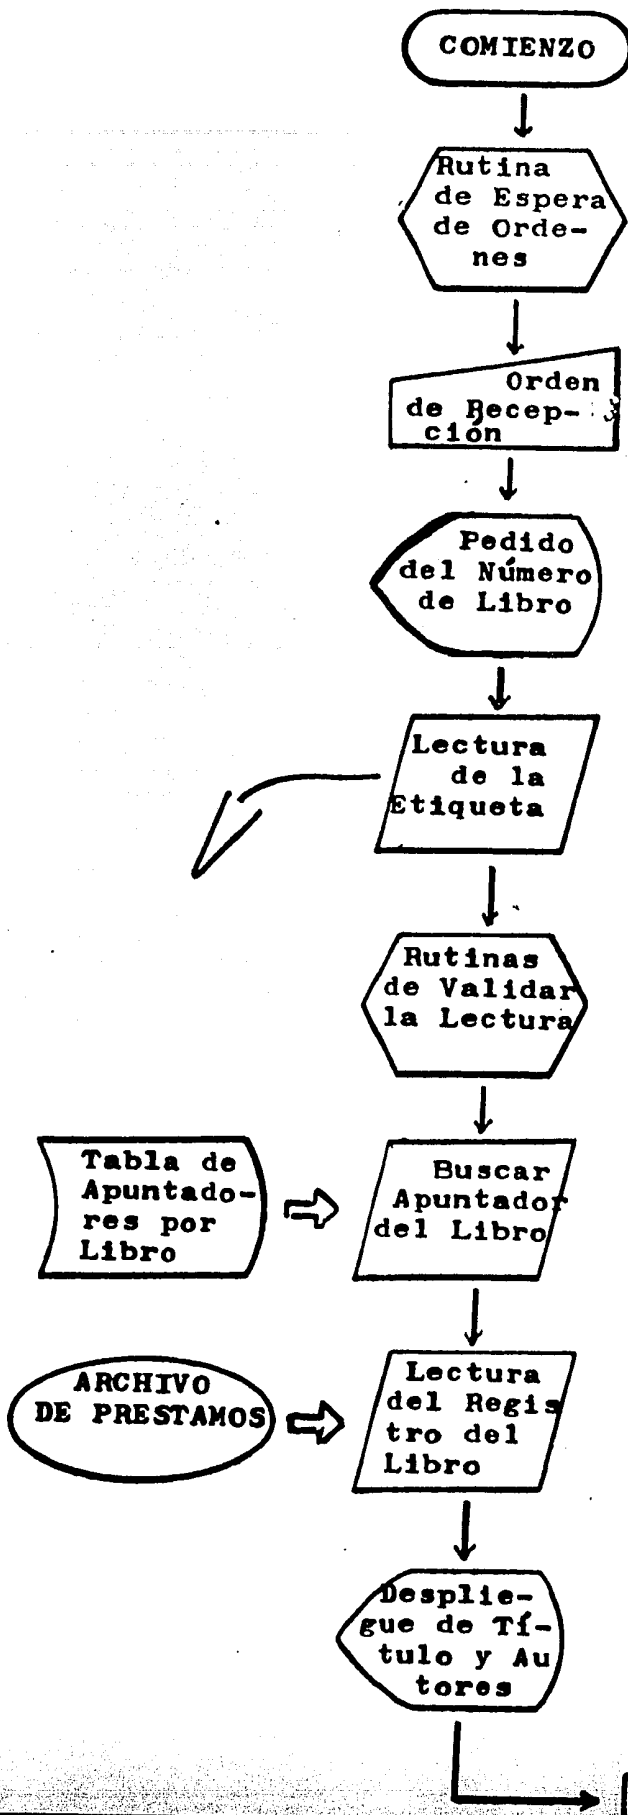 COMIENZO
Rutina
de Espera
de Orde-
nes
Orden
de Recep-
ción
Pedido
del Número
de Libro
Lectura
de la
Etiqueta
Rutinas
de Validar
la Lectura
Tabla de
Apuntado-
res por
Libro
Buscar
Apuntador
del Libro
ARCHIVO
DE PRESTAMOS
Lectura
del Regis
tro del
Libro
Desplie-
gue de Tí-
tulo y Au
tores